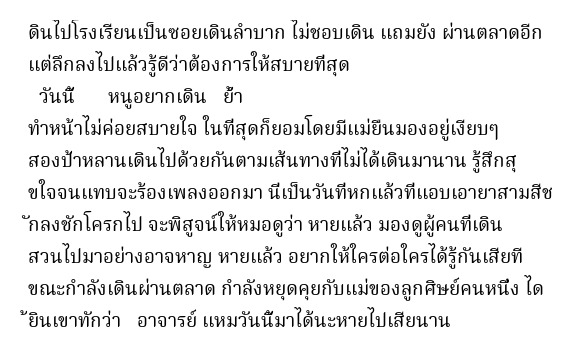 ดินไปโรงเรียนเป็นซอยเดินลำบาก ไม่ชอบเดิน แถมยัง ผ่านตลาดอีก
แต่ลึกลงไปแล้วรู้ดีว่าต้องการให้สบายที่สุด
วันนี้ หนูอยากเดิน ย้ำ
ทำหน้าไม่ค่อยสบายใจ ในที่สุดก็ยอมโดยมีแม่ยืนมองอยู่เงียบๆ
สองป้าหลานเดินไปด้วยกันตามเส้นทางที่ไม่ได้เดินมานาน รู้สึกสุ
ขใจจนแทบจะร้องเพลงออกมา นี่เป็นวันที่หกแล้วที่แอบเอายาสามสีช
ักลงชักโครกไป จะพิสูจน์ให้หมอดูว่า หายแล้ว มองดูผู้คนที่เดิน
สวนไปมาอย่างอาจหาญ หายแล้ว อยากให้ใครต่อใครได้รู้กันเสียที
ขณะกำลังเดินผ่านตลาด กำลังหยุดคุยกับแม่ของลูกศิษย์คนหนึ่ง ได
้ยินเขาทักว่า อาจารย์ แหมวันนี้มาได้นะหายไปเสียนาน